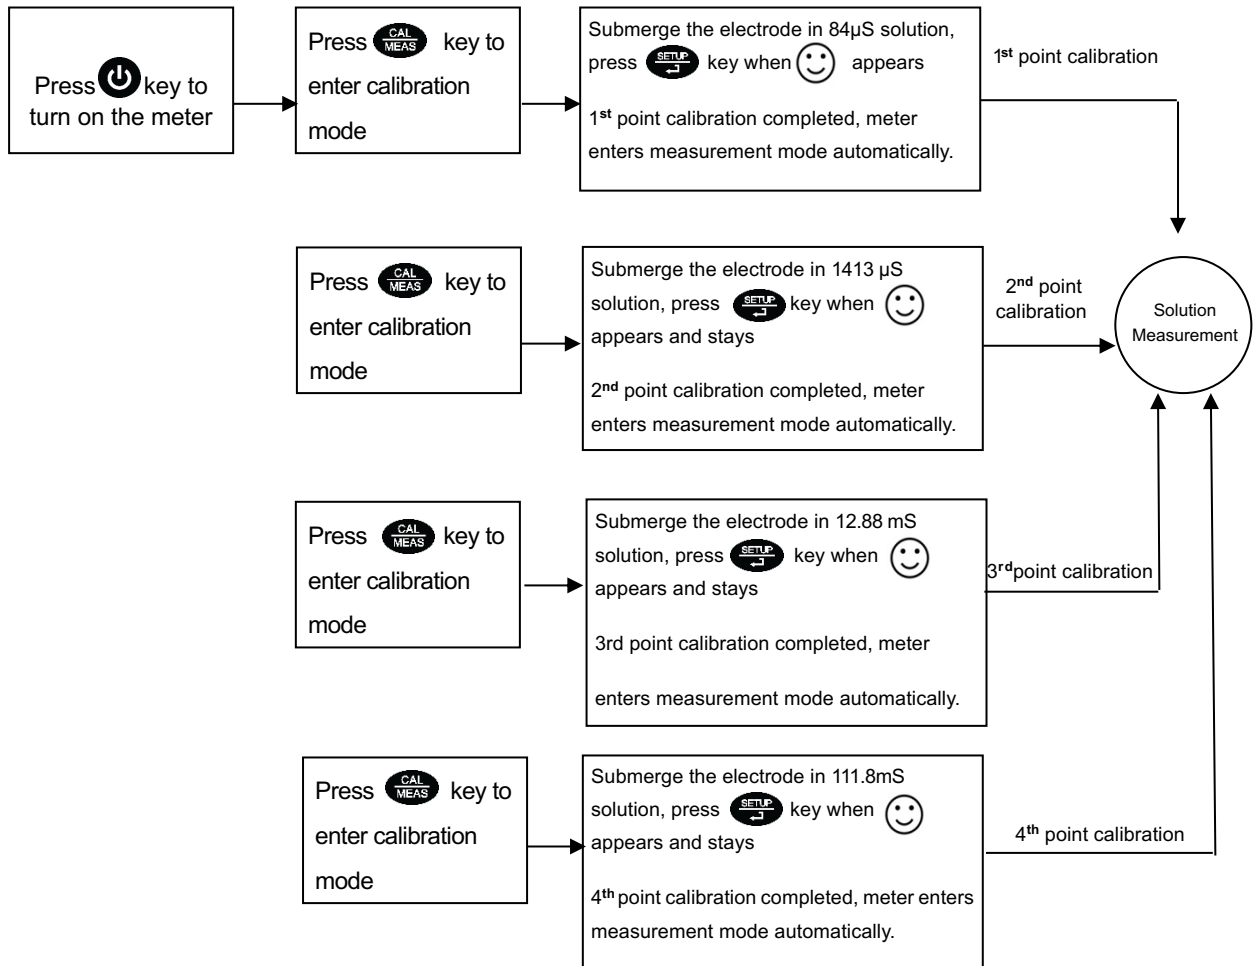 Press key to
turn on the meter
Press CAL MEAS key to
enter calibration
mode
Submerge the electrode in 84µS solution,
press SETUP key when appears
1st point calibration completed, meter
enters measurement mode automatically.
1st point calibration
Press CAL MEAS key to
enter calibration
mode
Submerge the electrode in 1413 µS
solution, press SETUP key when
appears and stays
2nd point calibration completed, meter
enters measurement mode automatically.
2nd point
calibration
Solution
Measurement
Press CAL MEAS key to
enter calibration
mode
Submerge the electrode in 12.88 mS
solution, press SETUP key when
appears and stays
3rd point calibration completed, meter
enters measurement mode automatically.
3rdpoint calibration
Press CAL MEAS key to
enter calibration
mode
Submerge the electrode in 111.8mS
solution, press SETUP key when
appears and stays
4th point calibration completed, meter enters
measurement mode automatically.
4th point calibration